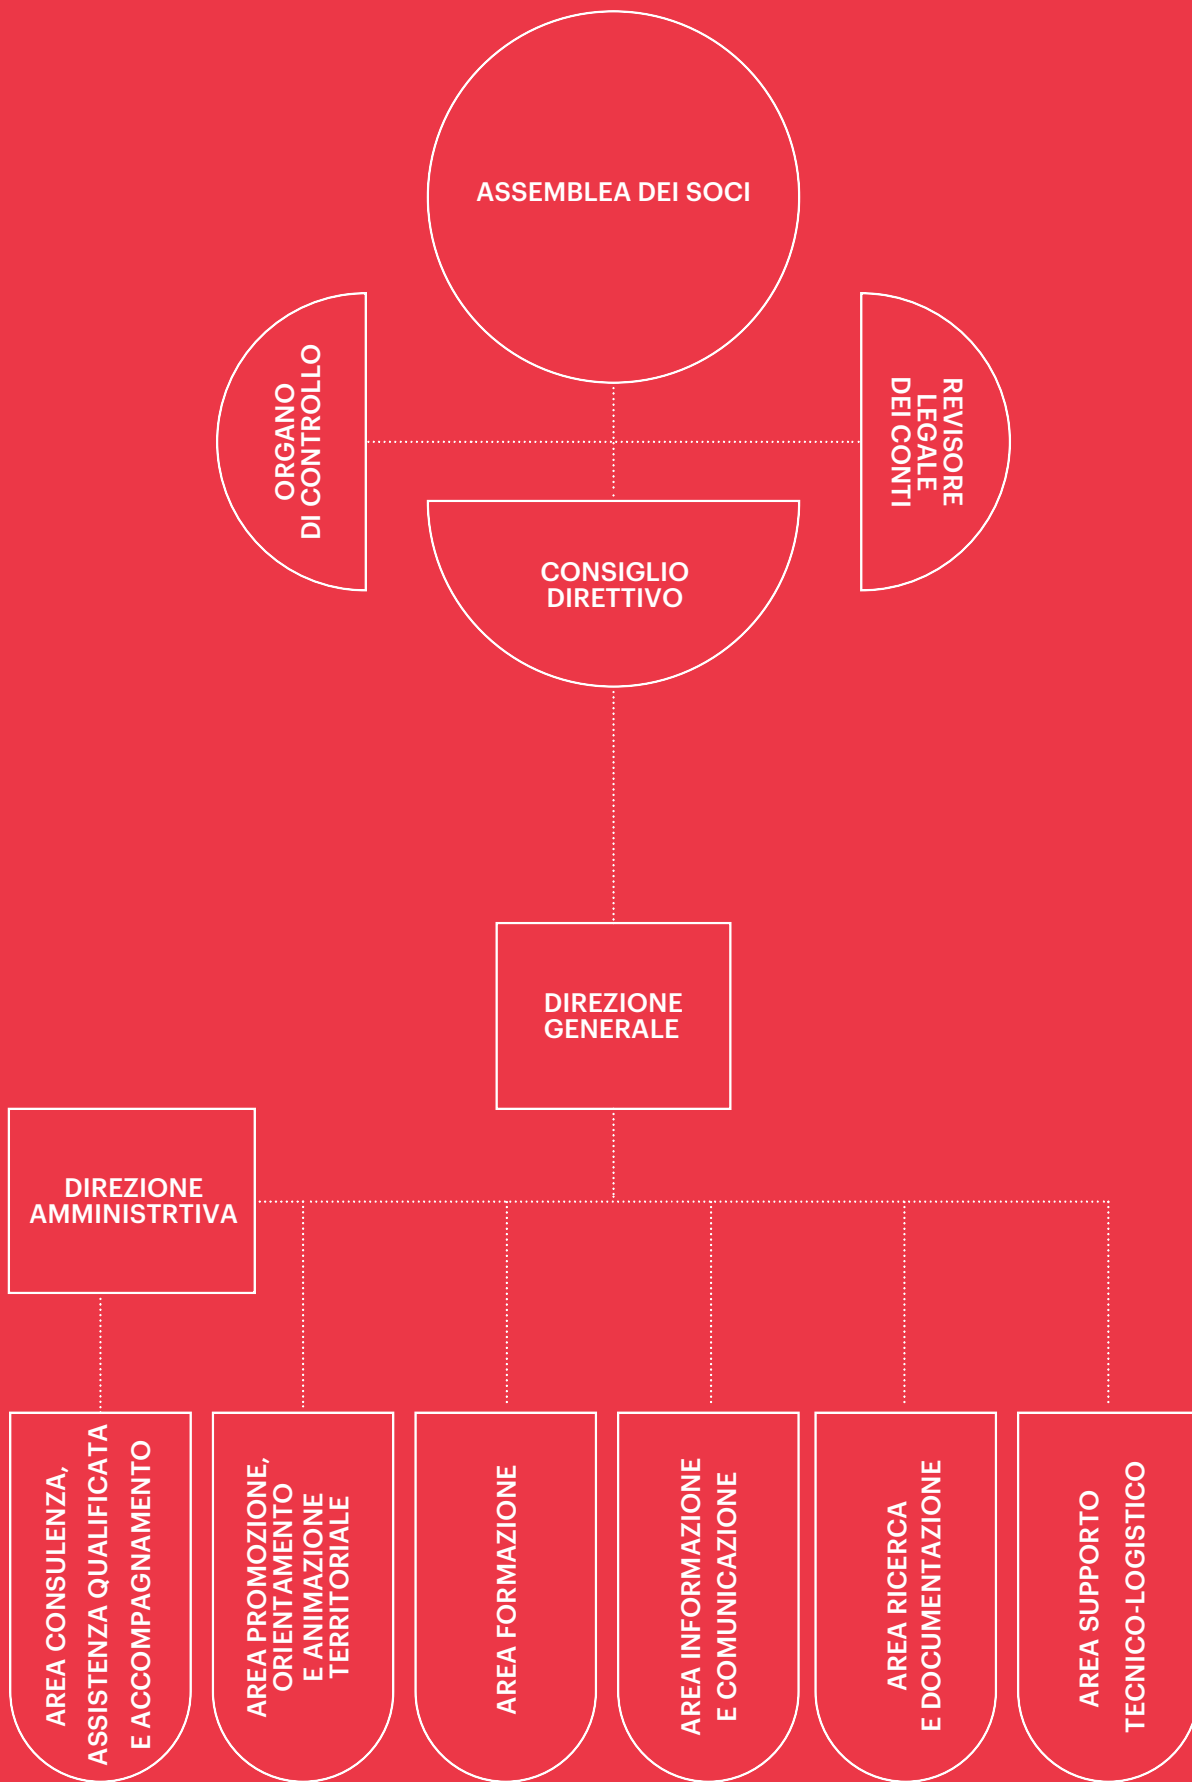 ASSEMBLEA DEI SOCI
ORGANO
DI CONTROLLO
REVISORE
LEGALE
DEI CONTI
CONSIGLIO
DIRETTIVO
DIREZIONE
GENERALE
DIREZIONE
AMMINISTRTIVA
AREA CONSULENZA,
ASSISTENZA QUALIFICATA
E ACCOMPAGNAMENTO
AREA PROMOZIONE,
ORIENTAMENTO
E ANIMAZIONE
TERRITORIALE
AREA FORMAZIONE
AREA INFORMAZIONE
E COMUNICAZIONE
AREA RICERCA
E DOCUMENTAZIONE
AREA SUPPORTO
TECNICO-LOGISTICO